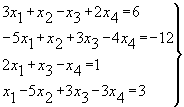 3x₁+x₂-x₃+2x₄=6
-5x₁+x₂+3x₃-4x₄=-12
2x₁+x₃-x₄=1
x₁-5x₂+3x₃-3x₄=3